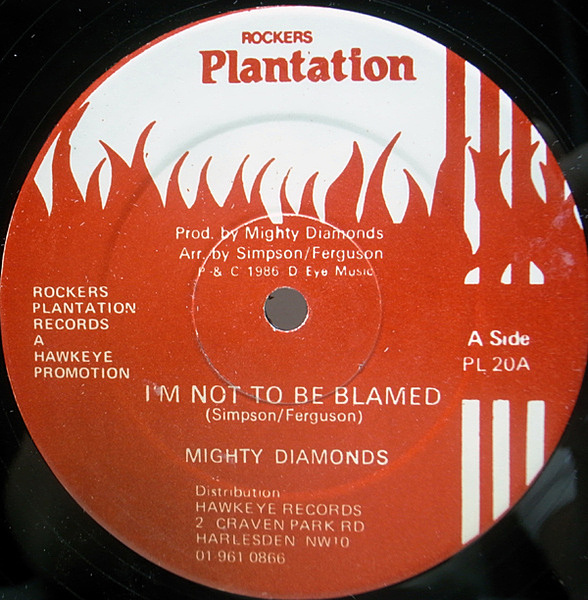 ROCKERS
Plantation
Prod. by Mighty Diamonds
Arr. by Simpson/Ferguson
P & C 1986 D Eye Music
ROCKERS
PLANTATION
RECORDS
A
HAWKEYE
PROMOTION
A Side
PL 20A
I'M NOT TO BE BLAMED
(Simpson/Ferguson)
MIGHTY DIAMONDS
Distribution
HAWKEYE RECORDS
2 CRAVEN PARK RD
HARLESDEN NW10
01-961 0866